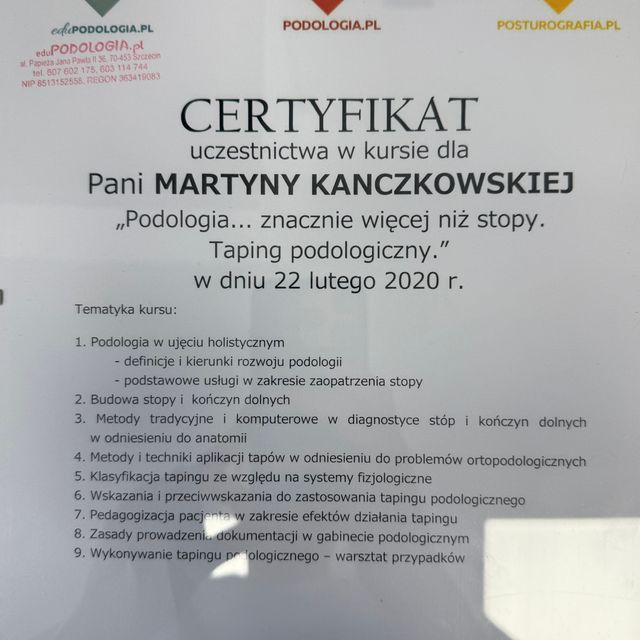 eduPODOLOGIA.PL
PODOLOGIA.PL
POSTUROGRAFIA.PL
eduPODOLOGIA.pl
al. Papieża Jana Pawła II 36, 70-453 Szczecin
tel. 507 602 175, 603 114 744
NIP 8513152558, REGON 363419083
CERTYFIKAT
uczestnictwa w kursie dla
Pani MARTYNY KANCZKOWSKIEJ
„Podologia... znacznie więcej niż stopy.
Taping podologiczny.”
w dniu 22 lutego 2020 r.
Tematyka kursu:
1. Podologia w ujęciu holistycznym
- definicje i kierunki rozwoju podologii
- podstawowe usługi w zakresie zaopatrzenia stopy
2. Budowa stopy i kończyn dolnych
3. Metody tradycyjne i komputerowe w diagnostyce stóp i kończyn dolnych
w odniesieniu do anatomii
4. Metody i techniki aplikacji tapów w odniesieniu do problemów ortopodologicznych
5. Klasyfikacja tapingu ze względu na systemy fizjologiczne
6. Wskazania i przeciwwskazania do zastosowania tapingu podologicznego
7. Pedagogizacja pacjenta w zakresie efektów działania tapingu
8. Zasady prowadzenia dokumentacji w gabinecie podologicznym
9. Wykonywanie tapingu podologicznego – warsztat przypadków